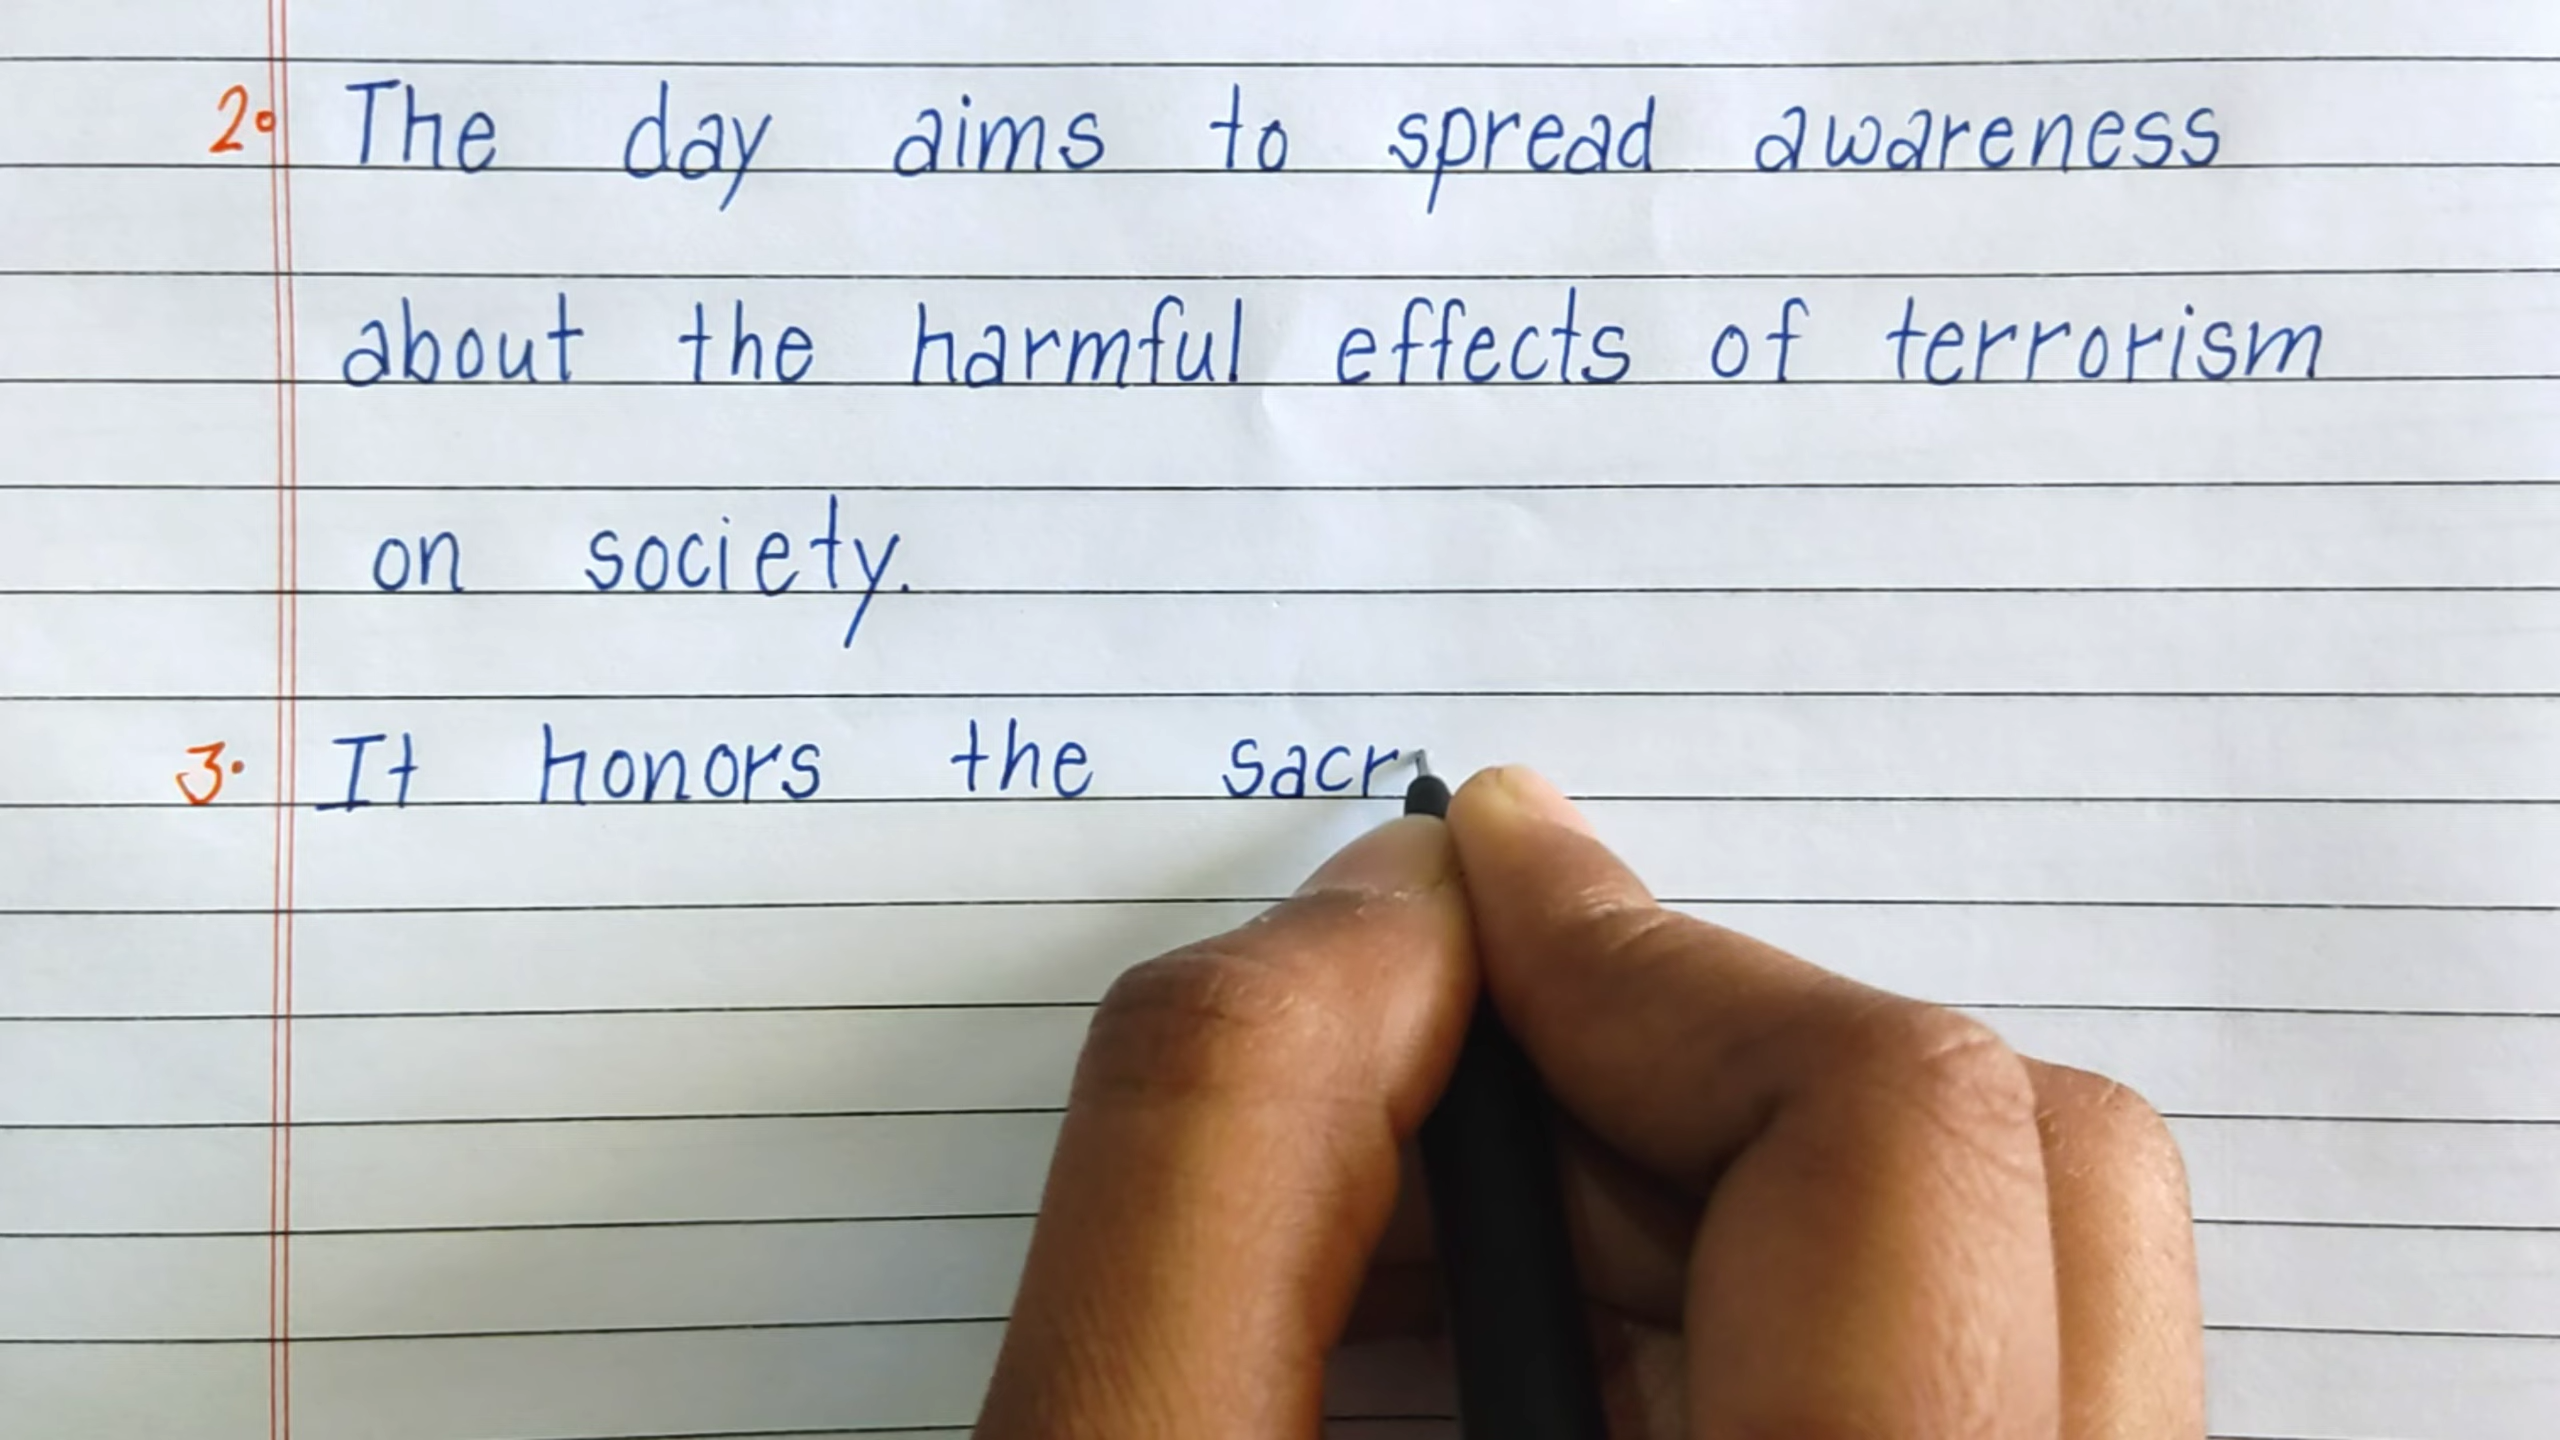 2. The day aims to spread awareness
about the harmful effects of terrorism
on society.
3. It honors the sacr